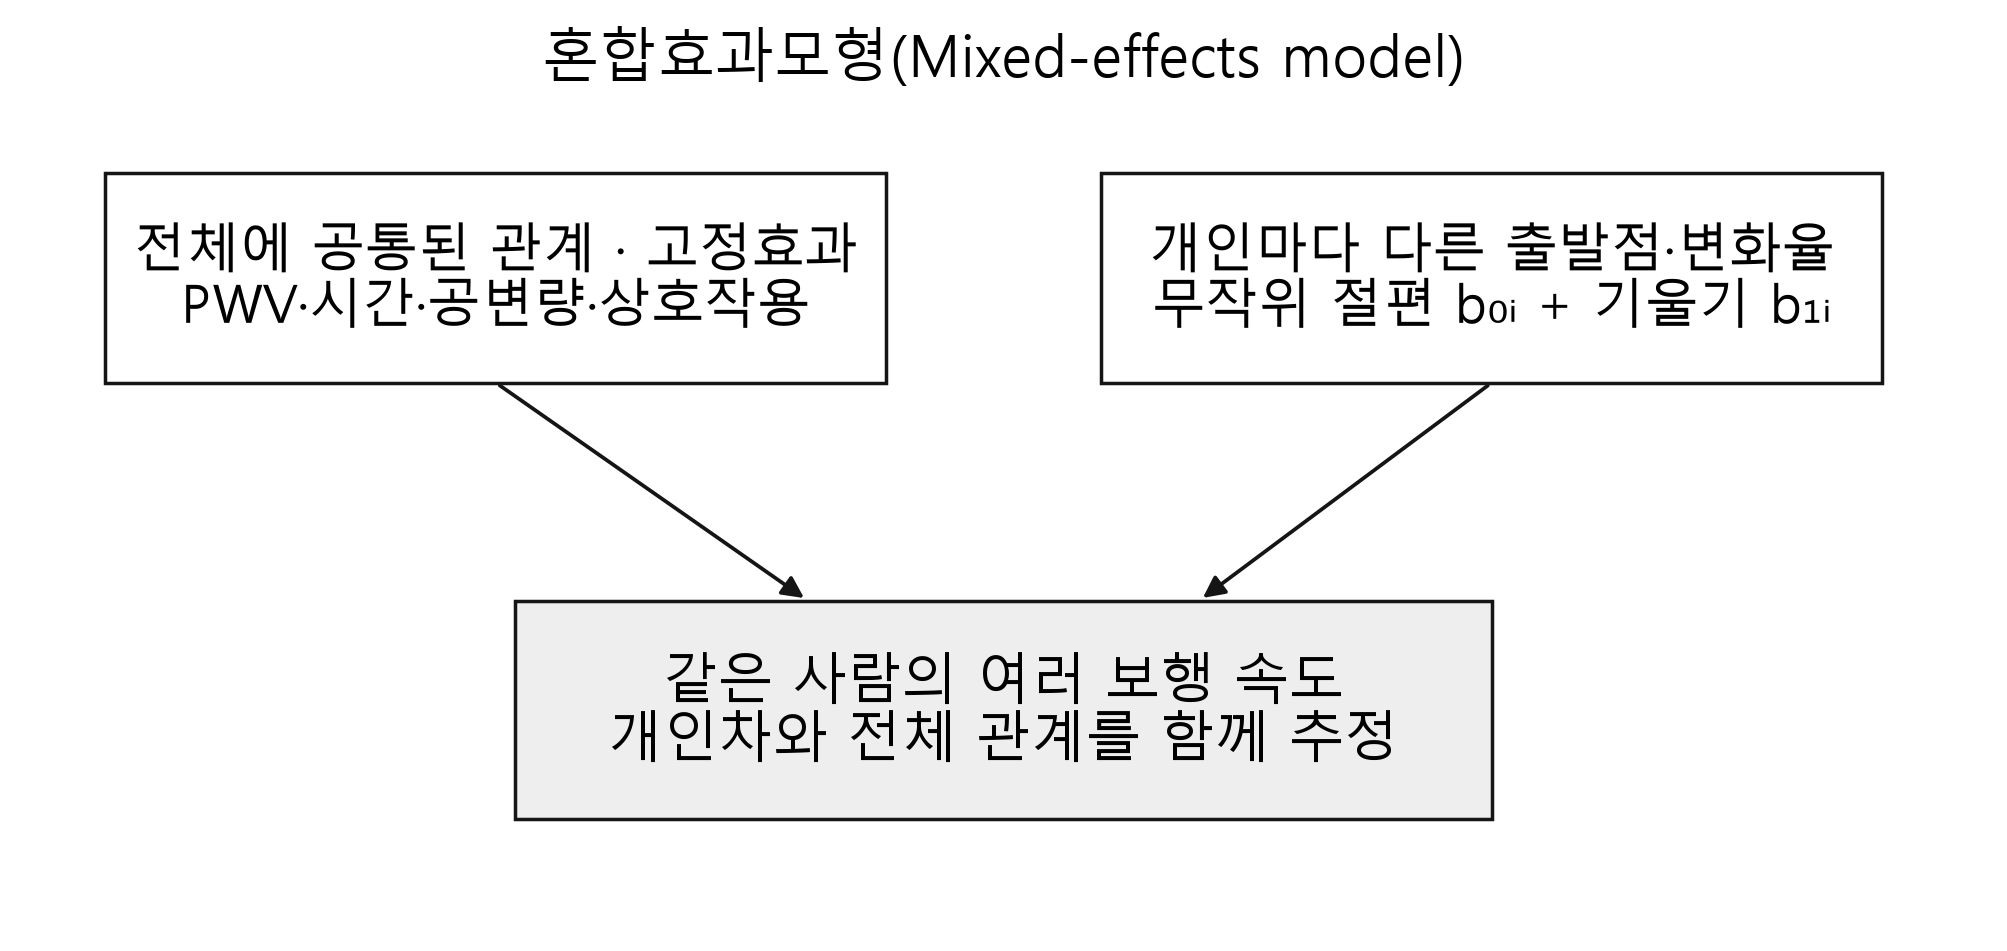 혼합효과모형(Mixed-effects model)
전체에 공통된 관계 · 고정효과
PWV·시간·공변량·상호작용
개인마다 다른 출발점·변화율
무작위 절편 b₀ᵢ + 기울기 b₁ᵢ
같은 사람의 여러 보행 속도
개인차와 전체 관계를 함께 추정